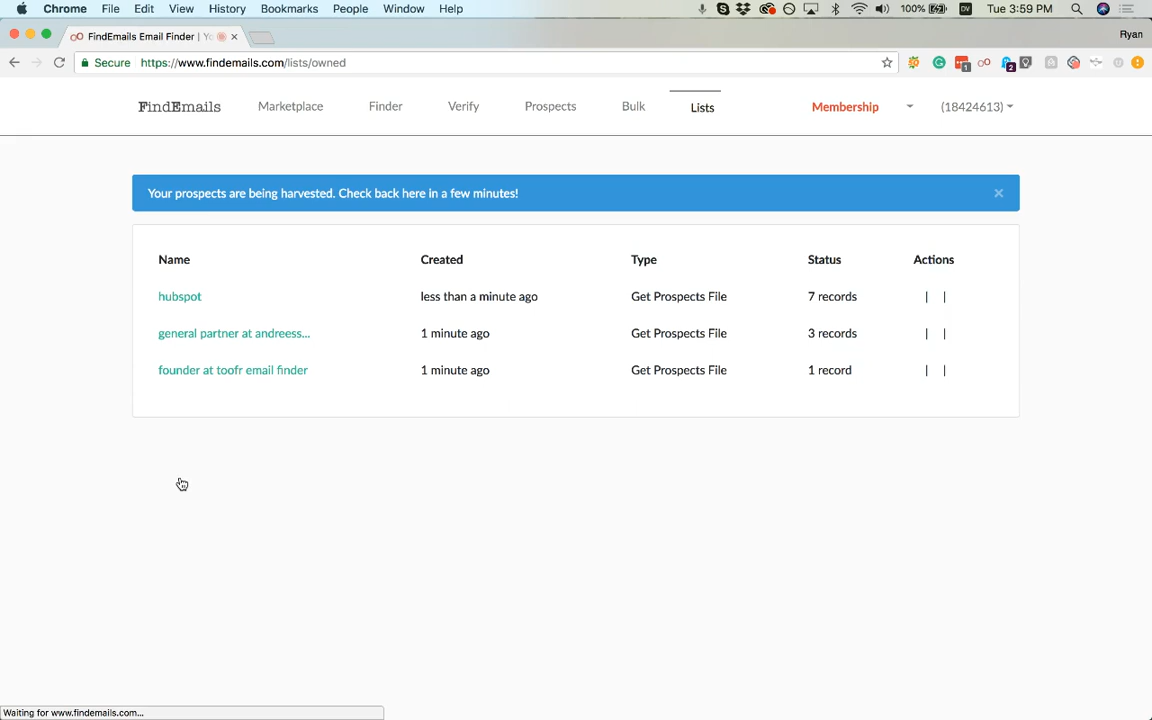 Chrome File Edit View History Bookmarks People Window Help 100% Tue 3:59 PM
FindEmails Email Finder | Yo
Ryan
Secure https://www.findemails.com/lists/owned
FindEmails Marketplace Finder Verify Prospects Bulk Lists Membership (18424613)
Your prospects are being harvested. Check back here in a few minutes! ×
Name Created Type Status Actions
hubspot less than a minute ago Get Prospects File 7 records | |
general partner at andreess... 1 minute ago Get Prospects File 3 records | |
founder at toofr email finder 1 minute ago Get Prospects File 1 record | |
Waiting for www.findemails.com...